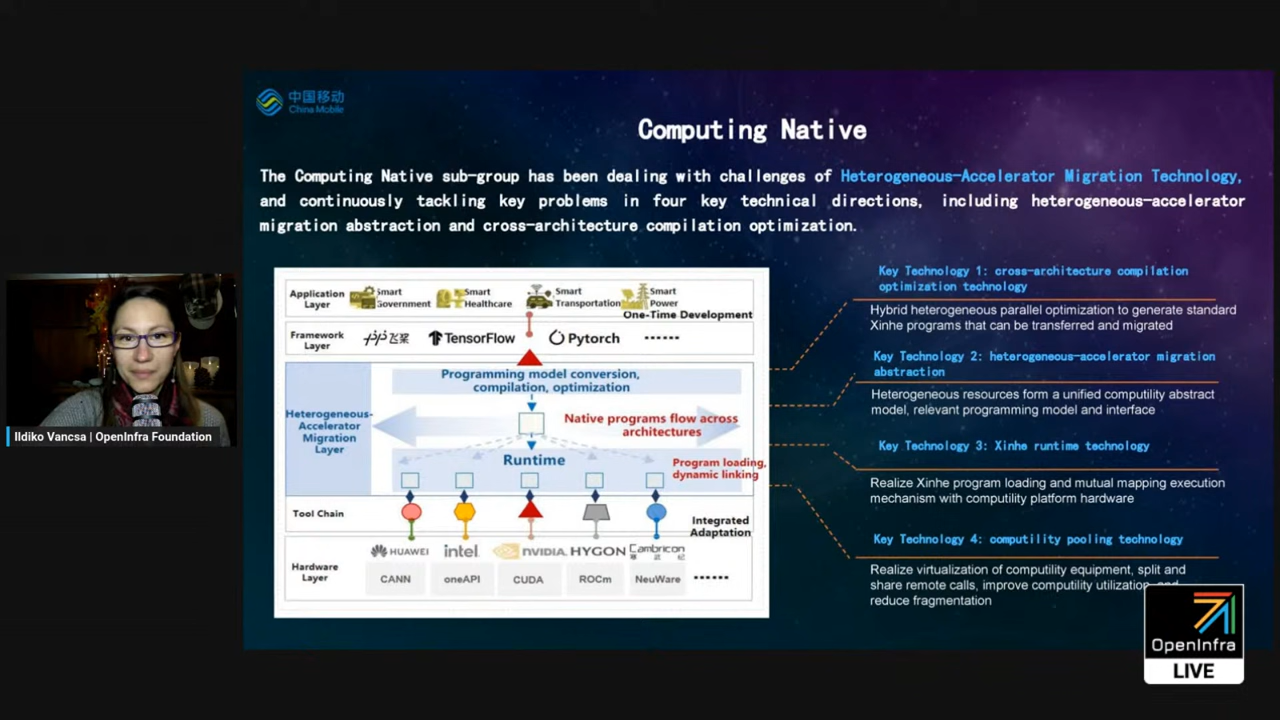 中国移动
China Mobile
Computing Native
The Computing Native sub-group has been dealing with challenges of Heterogeneous-Accelerator Migration Technology,
and continuously tackling key problems in four key technical directions, including heterogeneous-accelerator
migration abstraction and cross-architecture compilation optimization.
Application
Layer
Smart
Government
Smart
Healthcare
Smart
Transportation
Smart
Power
One-Time Development
Framework
Layer
飞桨
TensorFlow
Pytorch
······
Programming model conversion,
compilation, optimization
Heterogeneous-
Accelerator
Migration
Layer
Native programs flow across
architectures
Runtime
Program loading,
dynamic linking
Tool Chain
Integrated
Adaptation
Hardware
Layer
HUAWEI
intel
NVIDIA
HYGON
Cambricon
寒武纪
CANN
oneAPI
CUDA
ROCm
NeuWare
······
Key Technology 1: cross-architecture compilation
optimization technology
Hybrid heterogeneous parallel optimization to generate standard
Xinhe programs that can be transferred and migrated
Key Technology 2: heterogeneous-accelerator migration
abstraction
Heterogeneous resources form a unified computility abstract
model, relevant programming model and interface
Key Technology 3: Xinhe runtime technology
Realize Xinhe program loading and mutual mapping execution
mechanism with computility platform hardware
Key Technology 4: computility pooling technology
Realize virtualization of computility equipment, split and
share remote calls, improve computility utilization, and
reduce fragmentation
Ildiko Vancsa | OpenInfra Foundation
OpenInfra
LIVE